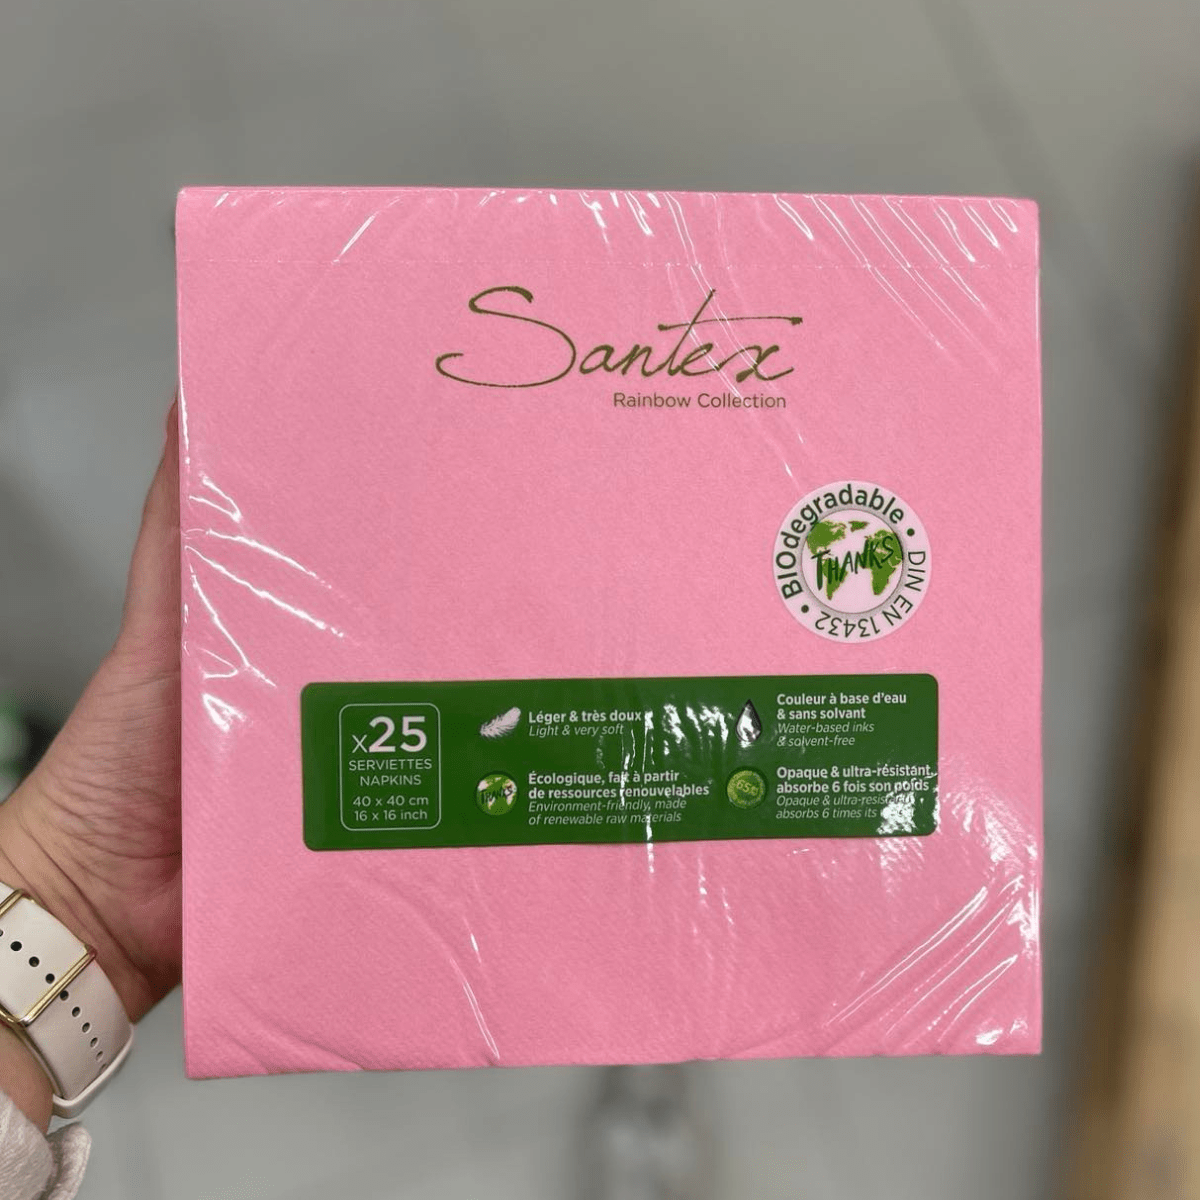 Santex
Rainbow Collection
BIOdegradable • DIN EN 13432 •
THANKS
x25
SERVIETTES
NAPKINS
40 x 40 cm
16 x 16 inch
Léger & très doux
Light & very soft
THANKS
Écologique, fait à partir
de ressources renouvelables
Environment-friendly, made
of renewable raw materials
Couleur à base d'eau
& sans solvant
Water-based inks
& solvent-free
Opaque & ultra-résistant,
absorbe 6 fois son poids
Opaque & ultra-resistant
absorbs 6 times its